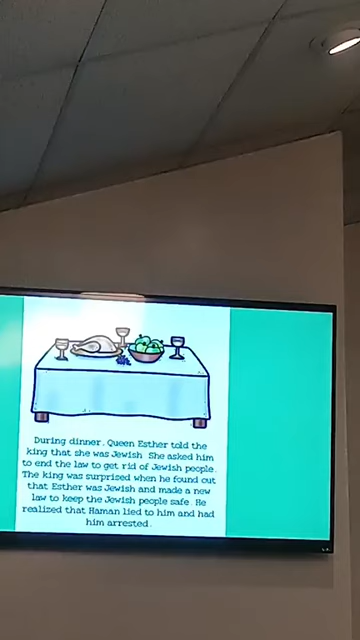 During dinner, Queen Esther told the
king that she was Jewish. She asked him
to end the law to get rid of Jewish people.
The king was surprised when he found out
that Esther was Jewish and made a new
law to keep the Jewish people safe. He
realized that Haman lied to him and had
him arrested.